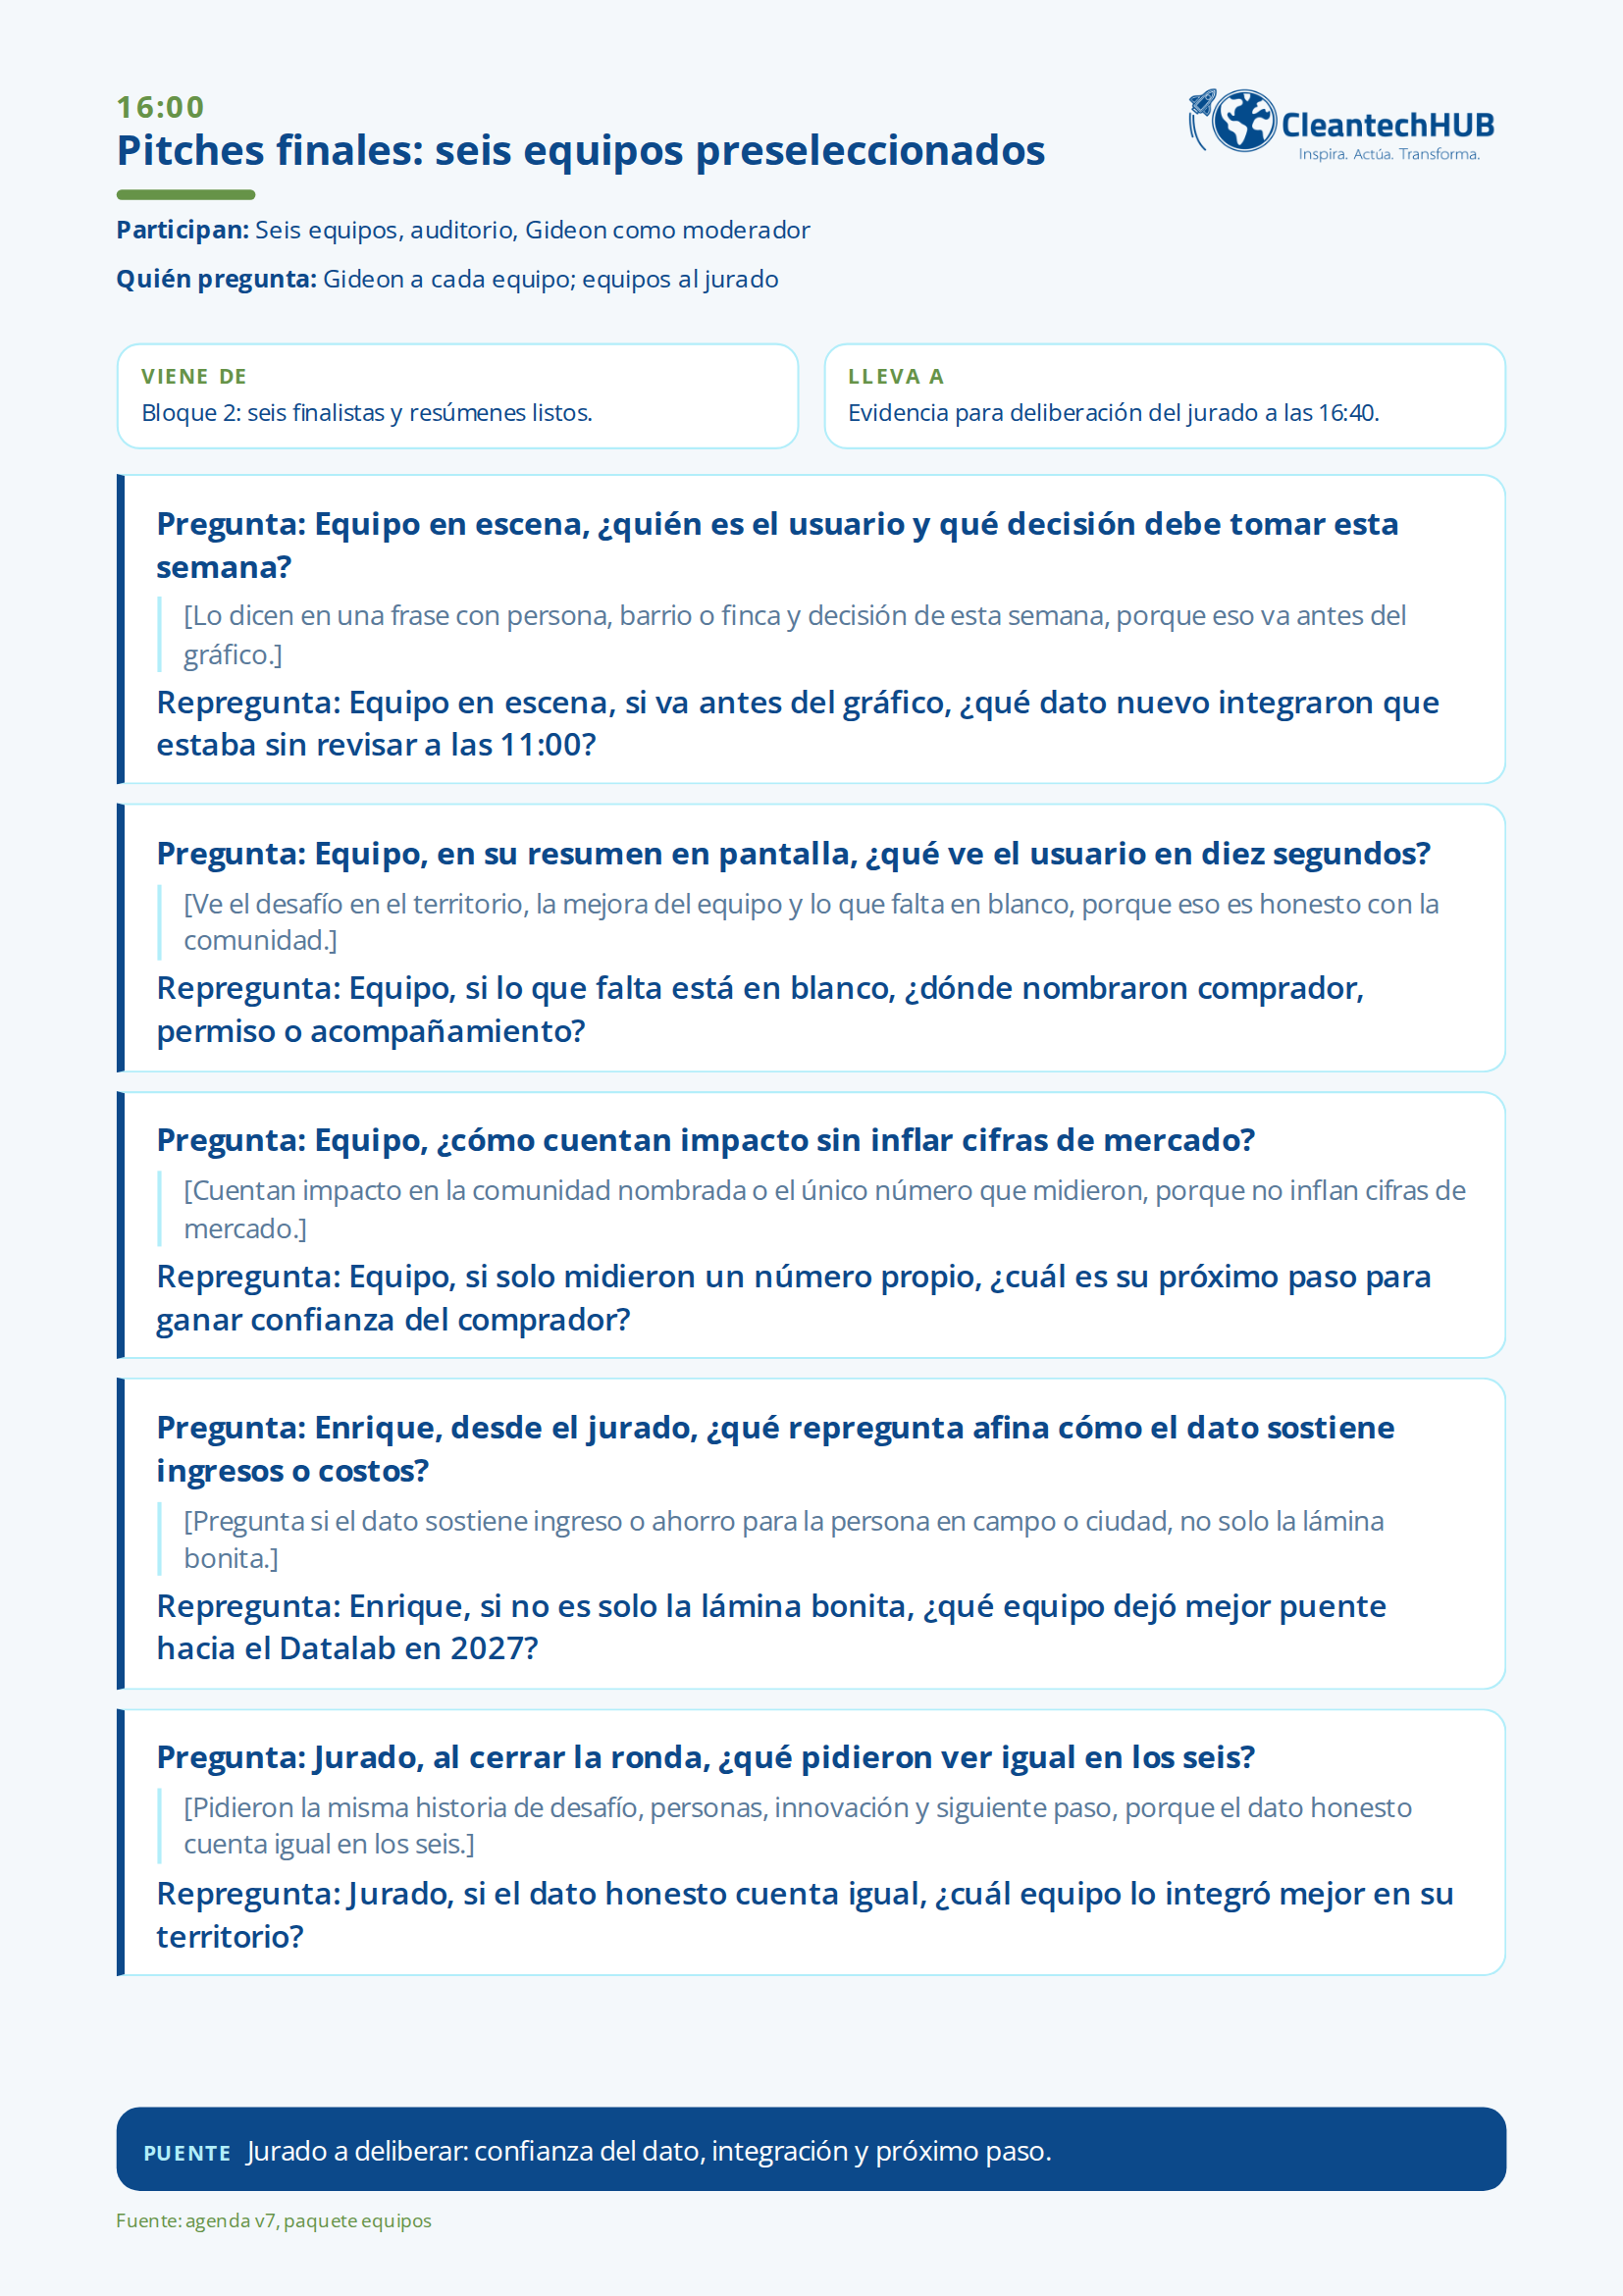 16:00
Pitches finales: seis equipos preseleccionados
CleantechHUB
Inspira. Actúa. Transforma.
Participan: Seis equipos, auditorio, Gideon como moderador
Quién pregunta: Gideon a cada equipo; equipos al jurado
VIENE DE
Bloque 2: seis finalistas y resúmenes listos.
LLEVA A
Evidencia para deliberación del jurado a las 16:40.
Pregunta: Equipo en escena, ¿quién es el usuario y qué decisión debe tomar esta
semana?
[Lo dicen en una frase con persona, barrio o finca y decisión de esta semana, porque eso va antes del
gráfico.]
Repregunta: Equipo en escena, si va antes del gráfico, ¿qué dato nuevo integraron que
estaba sin revisar a las 11:00?
Pregunta: Equipo, en su resumen en pantalla, ¿qué ve el usuario en diez segundos?
[Ve el desafío en el territorio, la mejora del equipo y lo que falta en blanco, porque eso es honesto con la
comunidad.]
Repregunta: Equipo, si lo que falta está en blanco, ¿dónde nombraron comprador,
permiso o acompañamiento?
Pregunta: Equipo, ¿cómo cuentan impacto sin inflar cifras de mercado?
[Cuentan impacto en la comunidad nombrada o el único número que midieron, porque no inflan cifras de
mercado.]
Repregunta: Equipo, si solo midieron un número propio, ¿cuál es su próximo paso para
ganar confianza del comprador?
Pregunta: Enrique, desde el jurado, ¿qué repregunta afina cómo el dato sostiene
ingresos o costos?
[Pregunta si el dato sostiene ingreso o ahorro para la persona en campo o ciudad, no solo la lámina
bonita.]
Repregunta: Enrique, si no es solo la lámina bonita, ¿qué equipo dejó mejor puente
hacia el Datalab en 2027?
Pregunta: Jurado, al cerrar la ronda, ¿qué pidieron ver igual en los seis?
[Pidieron la misma historia de desafío, personas, innovación y siguiente paso, porque el dato honesto
cuenta igual en los seis.]
Repregunta: Jurado, si el dato honesto cuenta igual, ¿cuál equipo lo integró mejor en su
territorio?
PUENTE Jurado a deliberar: confianza del dato, integración y próximo paso.
Fuente: agenda v7, paquete equipos